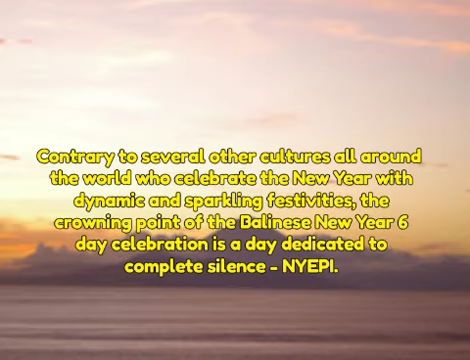 Contrary to several other cultures all around
the world who celebrate the New Year with
dynamic and sparkling festivities, the
crowning point of the Balinese New Year 6
day celebration is a day dedicated to
complete silence - NYEPI.